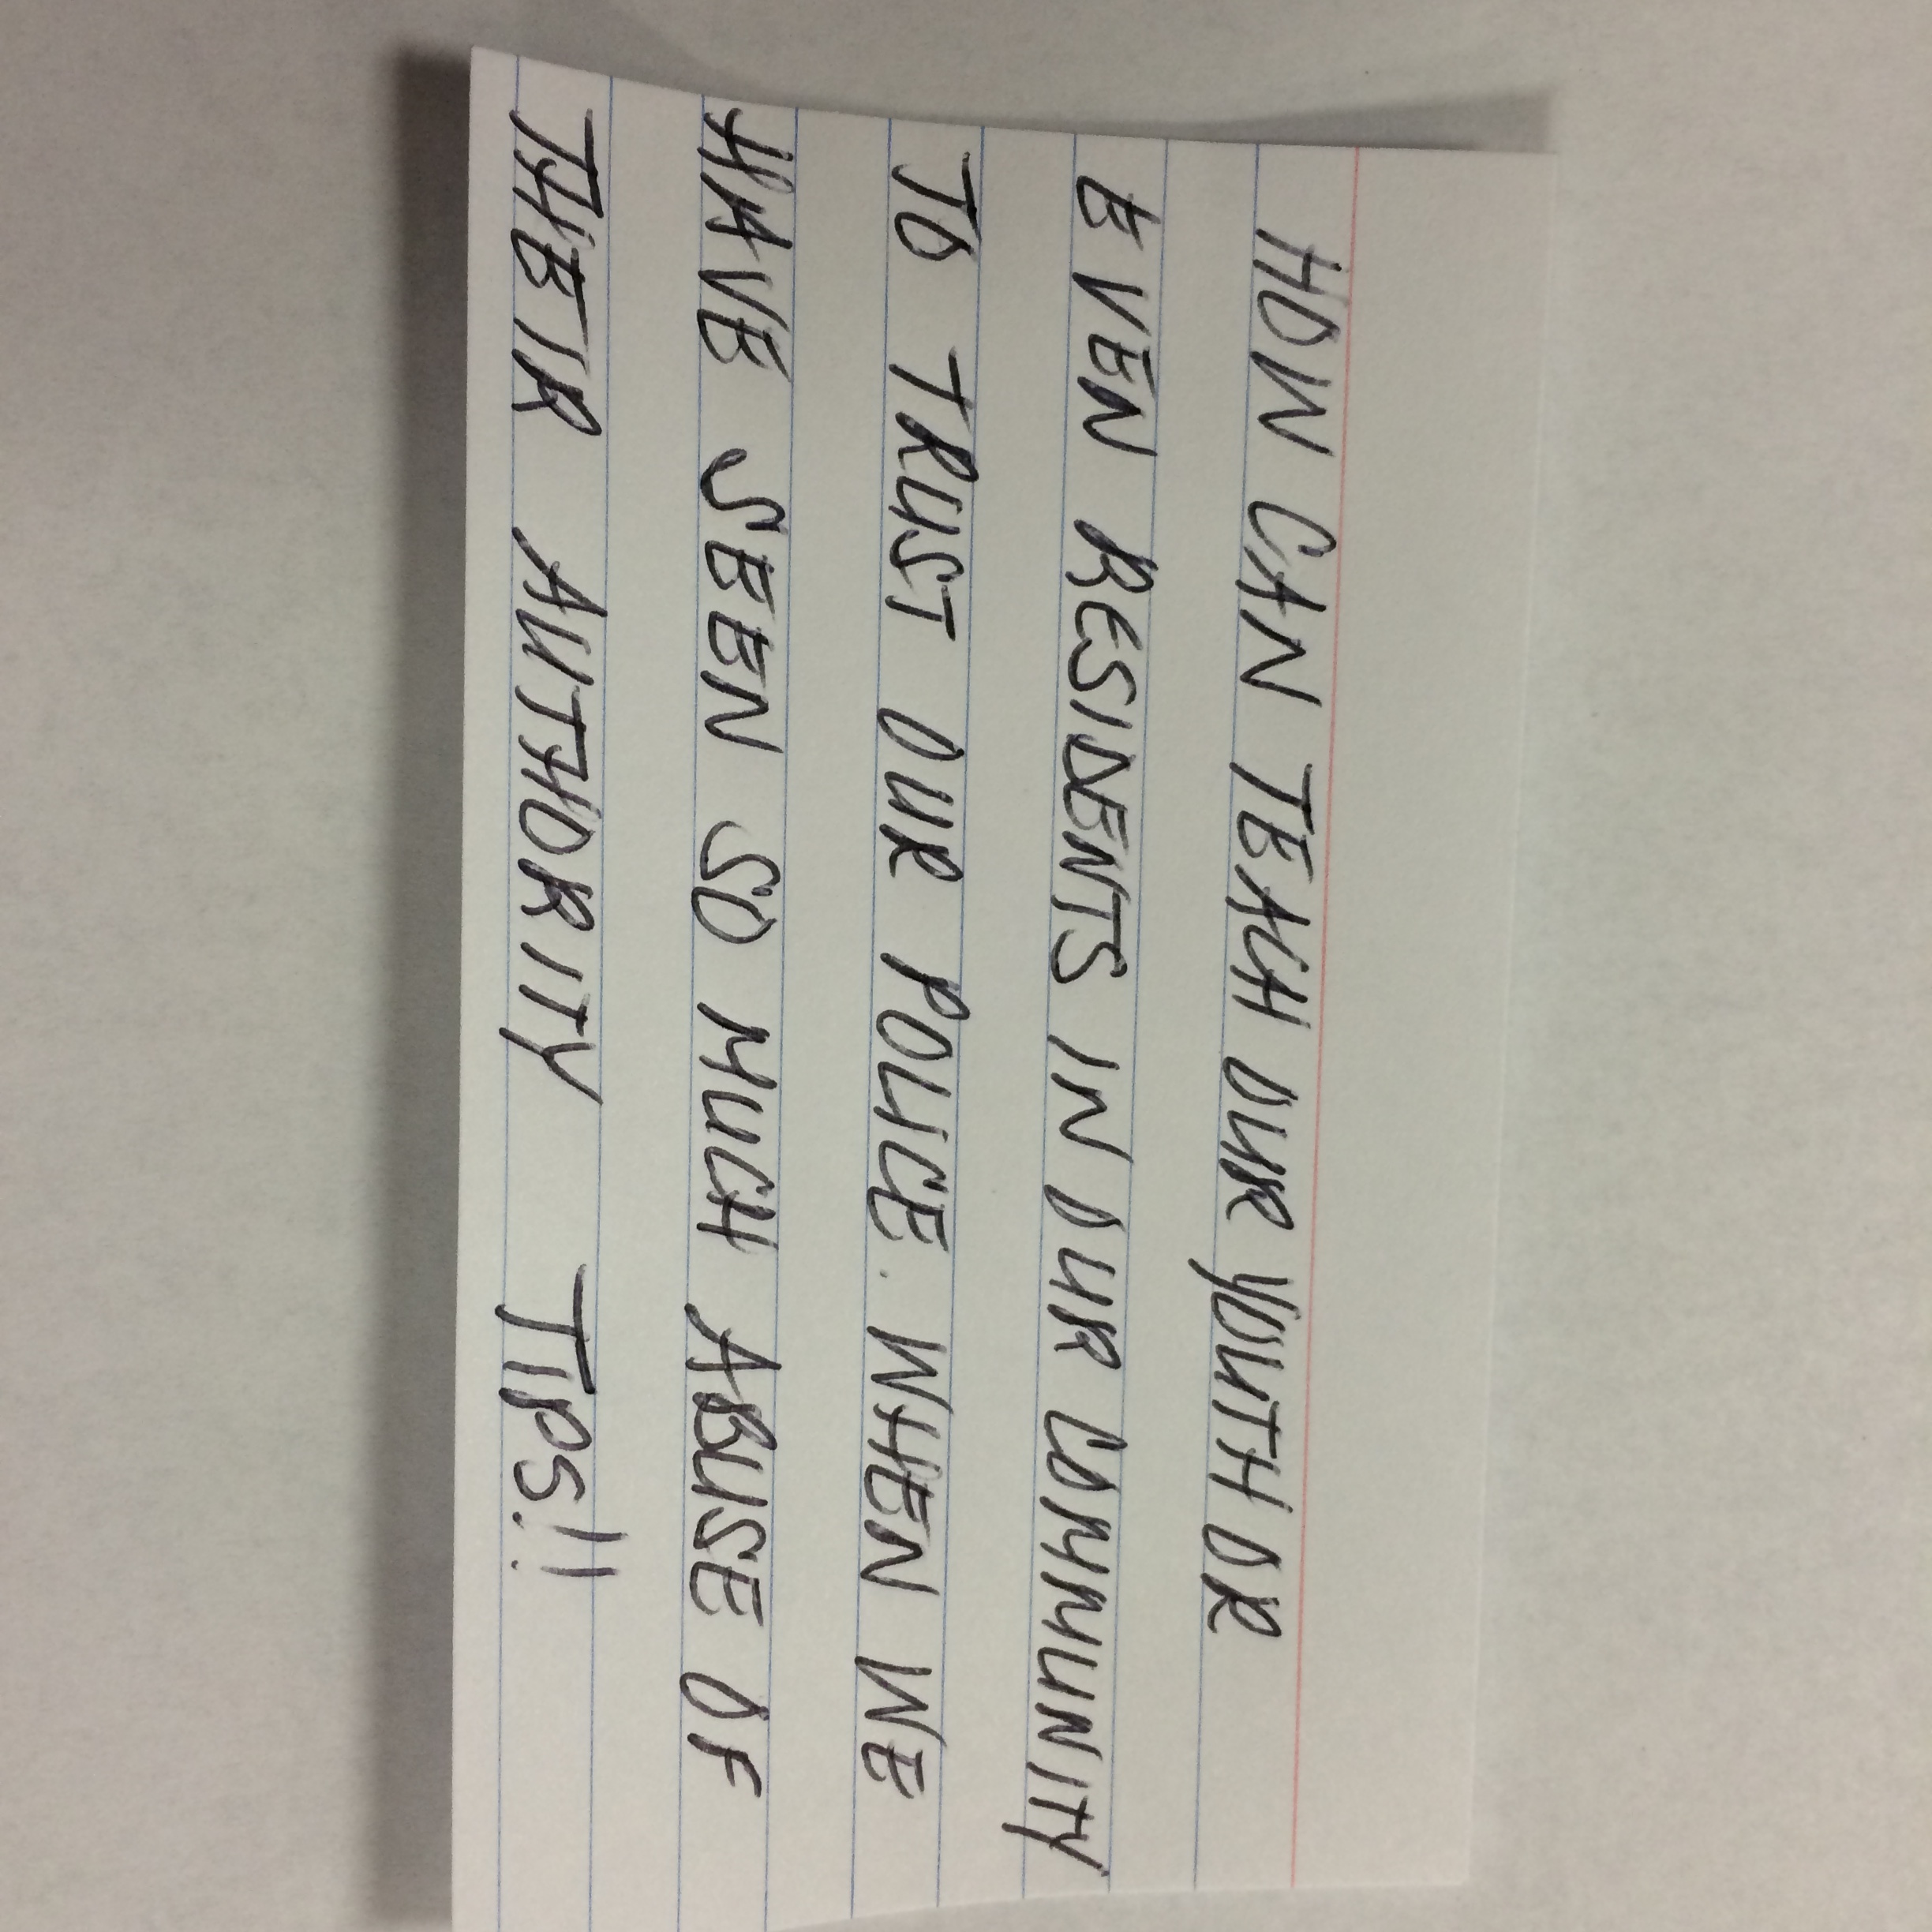 HOW CAN TEACH OUR YOUTH OR
EVEN RESIDENTS IN OUR COMMUNITY
TO TRUST OUR POLICE. WHEN WE
HAVE SEEN SO MUCH ABUSE OF
THEIR AUTHORITY TIPS!!